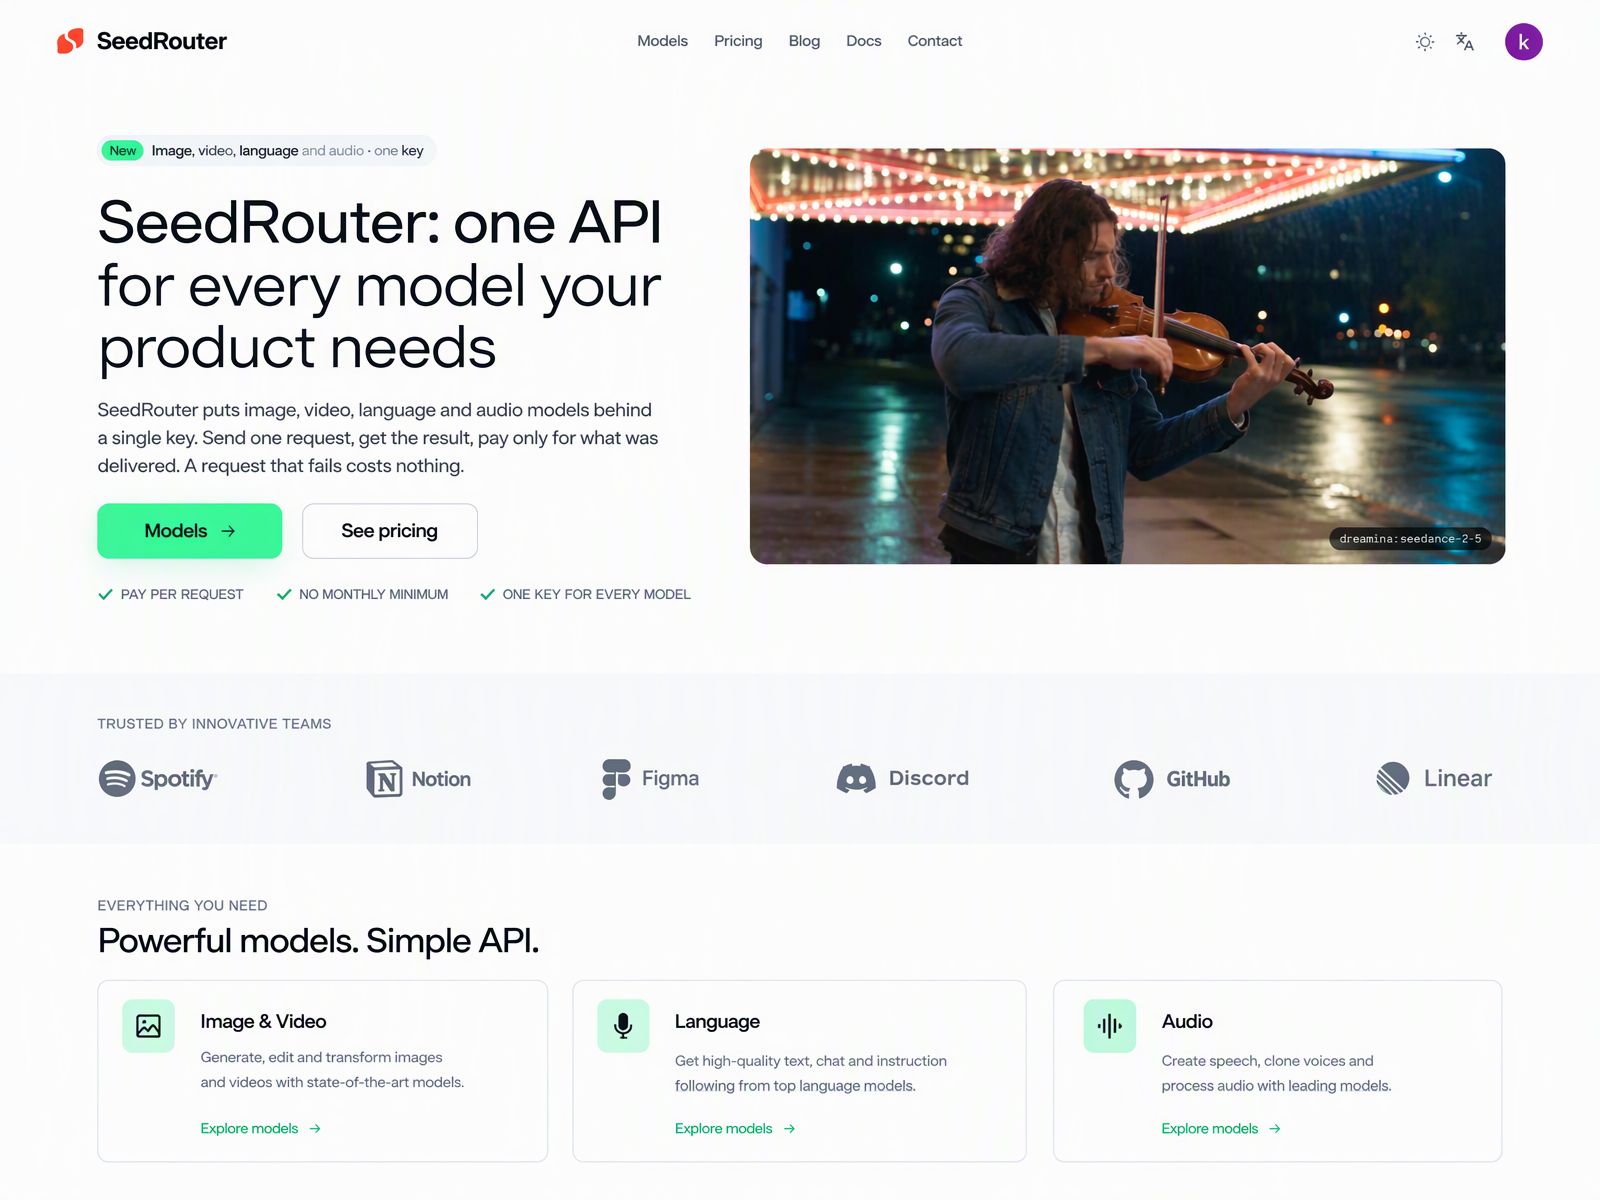 SeedRouter
Models Pricing Blog Docs Contact
k
New Image, video, language and audio · one key
SeedRouter: one API
for every model your
product needs
SeedRouter puts image, video, language and audio models behind
a single key. Send one request, get the result, pay only for what was
delivered. A request that fails costs nothing.
Models →
See pricing
PAY PER REQUEST
NO MONTHLY MINIMUM
ONE KEY FOR EVERY MODEL
dreamina:seedance-2-5
TRUSTED BY INNOVATIVE TEAMS
Spotify
Notion
Figma
Discord
GitHub
Linear
EVERYTHING YOU NEED
Powerful models. Simple API.
Image & Video
Generate, edit and transform images
and videos with state-of-the-art models.
Explore models →
Language
Get high-quality text, chat and instruction
following from top language models.
Explore models →
Audio
Create speech, clone voices and
process audio with leading models.
Explore models →